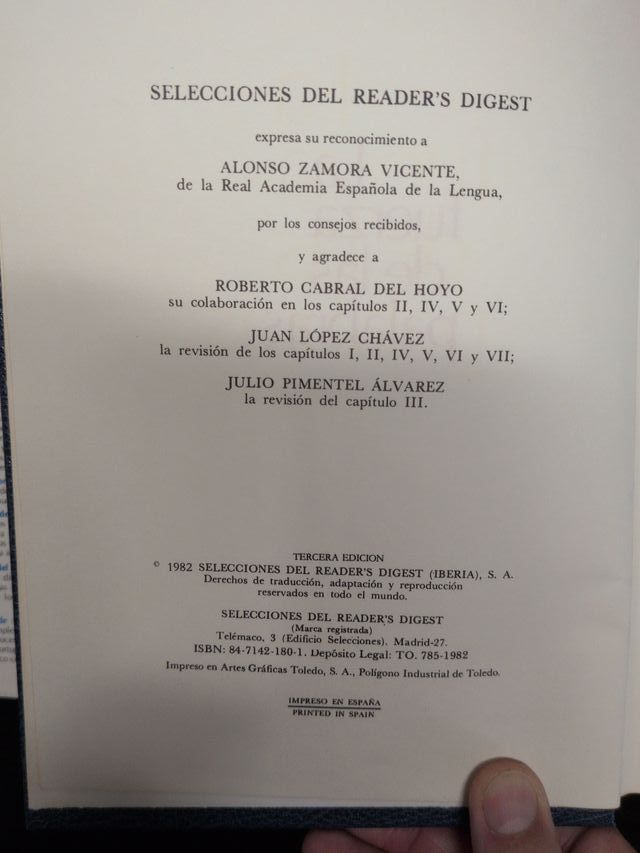 SELECCIONES DEL READER'S DIGEST
expresa su reconocimiento a
ALONSO ZAMORA VICENTE,
de la Real Academia Española de la Lengua,
por los consejos recibidos,
y agradece a
ROBERTO CABRAL DEL HOYO
su colaboración en los capítulos II, IV, V y VI;
JUAN LÓPEZ CHÁVEZ
la revisión de los capítulos I, II, IV, V, VI y VII;
JULIO PIMENTEL ÁLVAREZ
la revisión del capítulo III.
TERCERA EDICION
© 1982 SELECCIONES DEL READER'S DIGEST (IBERIA), S. A.
Derechos de traducción, adaptación y reproducción
reservados en todo el mundo.
SELECCIONES DEL READER'S DIGEST
(Marca registrada)
Telémaco, 3 (Edificio Selecciones). Madrid-27.
ISBN: 84-7142-180-1. Depósito Legal: TO. 785-1982
Impreso en Artes Gráficas Toledo, S. A., Polígono Industrial de Toledo.
IMPRESO EN ESPAÑA
PRINTED IN SPAIN